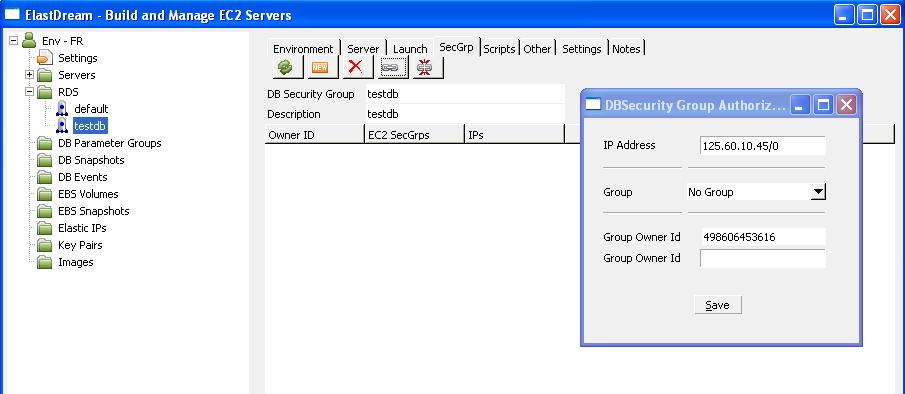 ElastDream - Build and Manage EC2 Servers
Env - FR
Settings
Servers
RDS
default
testdb
DB Parameter Groups
DB Snapshots
DB Events
EBS Volumes
EBS Snapshots
Elastic IPs
Key Pairs
Images
Environment Server Launch SecGrp Scripts Other Settings Notes
NEW
DB Security Group testdb
Description testdb
Owner ID EC2 SecGrps IPs
DBSecurity Group Authoriz...
IP Address 125.60.10.45/0
Group No Group
Group Owner Id 498606453616
Group Owner Id
Save